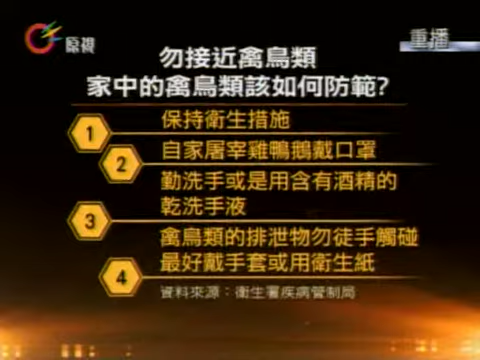 原視
重播
勿接近禽鳥類
家中的禽鳥類該如何防範?
1
保持衛生措施
2
自家屠宰雞鴨鵝戴口罩
勤洗手或是用含有酒精的
3
乾洗手液
禽鳥類的排泄物勿徒手觸碰
4
最好戴手套或用衛生紙
資料來源：衛生署疾病管制局